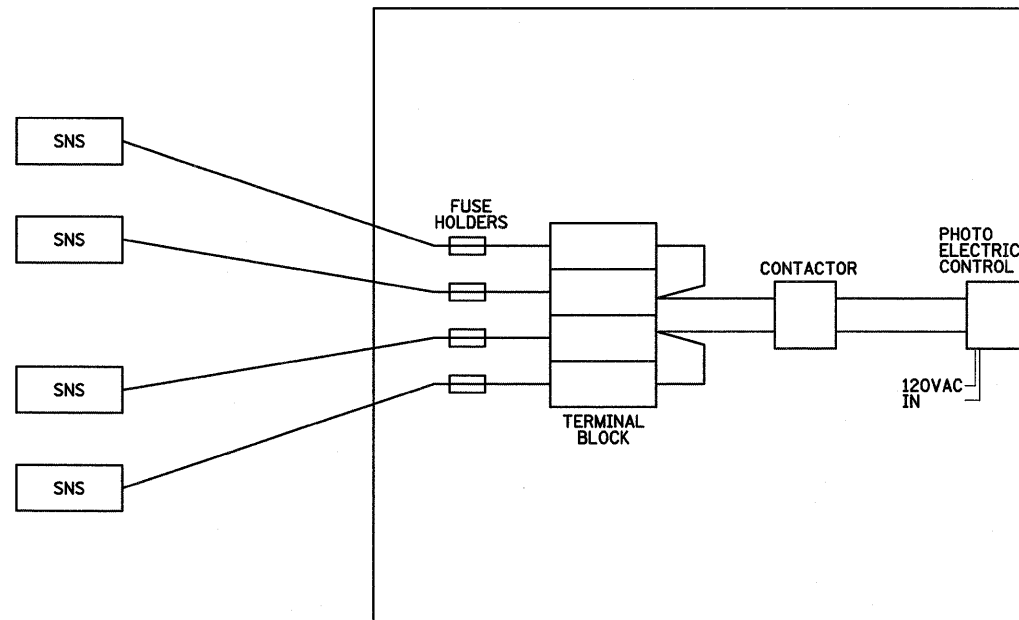 SNS
SNS
SNS
SNS
FUSE
HOLDERS
TERMINAL
BLOCK
CONTACTOR
PHOTO
ELECTRIC
CONTROL
120VAC
IN